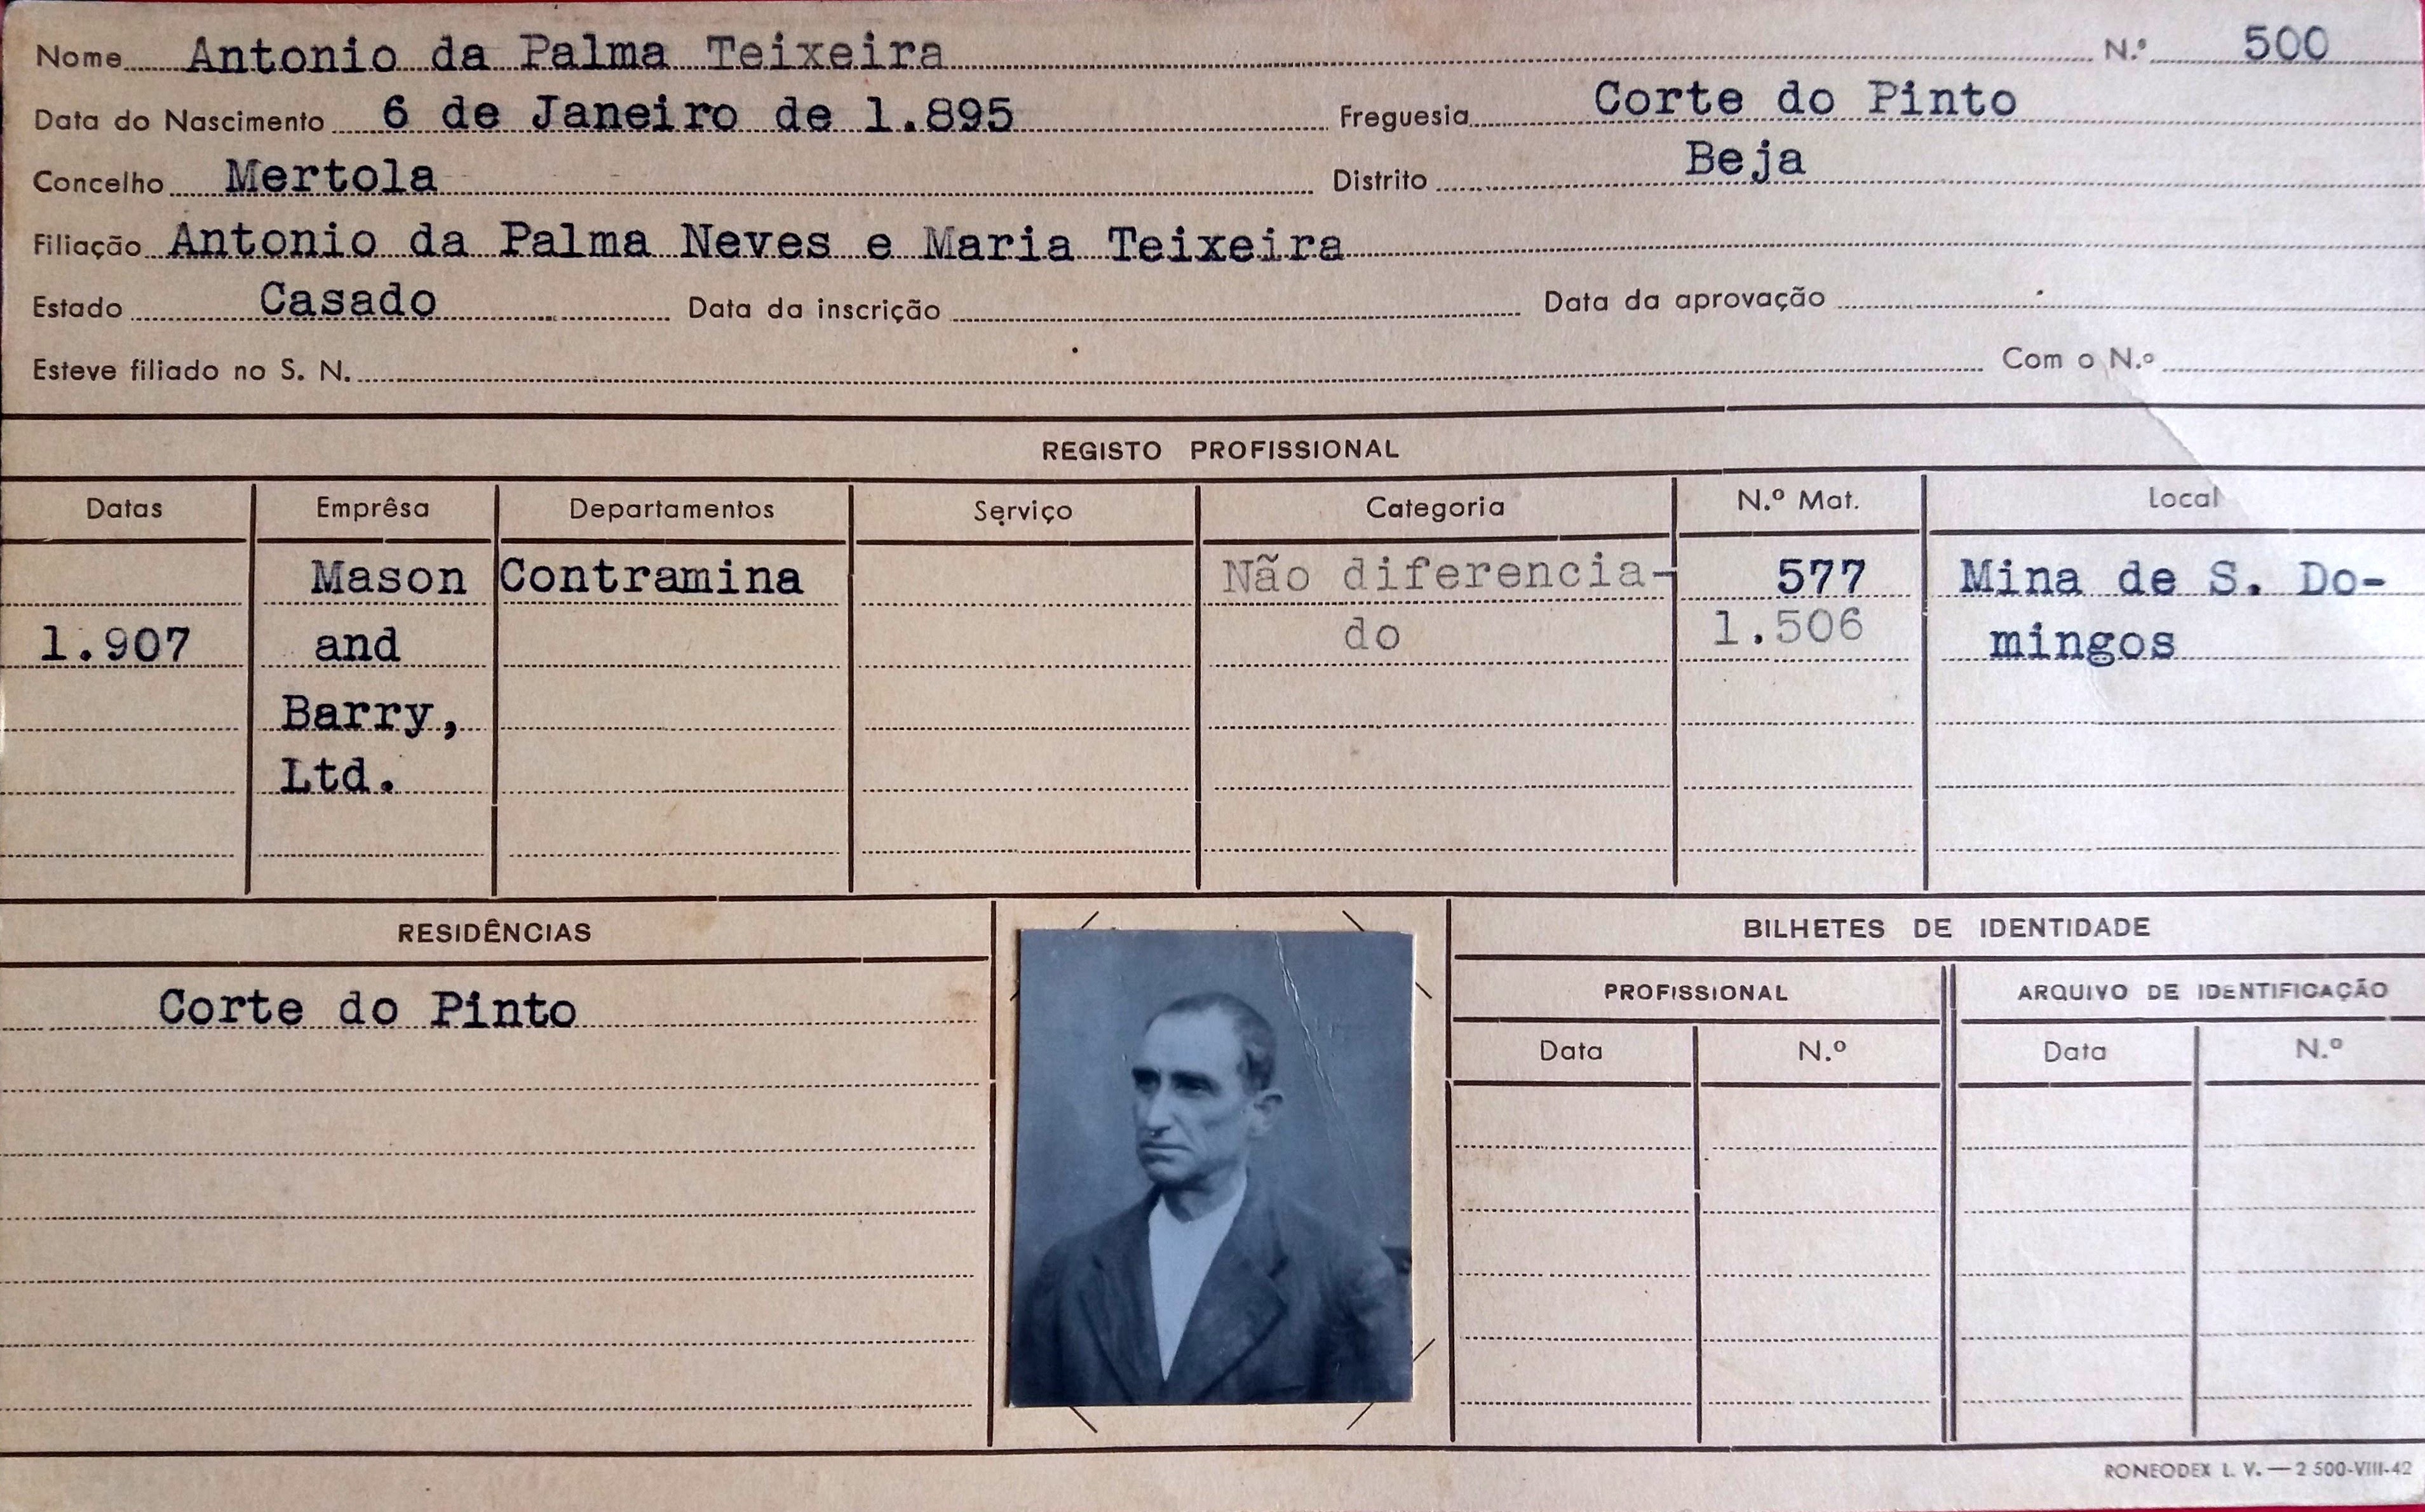 Nome Antonio da Palma Teixeira N.º 500
Data do Nascimento 6 de Janeiro de 1.895 Freguesia Corte do Pinto
Concelho Mertola Distrito Beja
Filiação Antonio da Palma Neves e Maria Teixeira
Estado Casado Data da inscrição Data da aprovação
Esteve filiado no S. N. Com o N.º
REGISTO PROFISSIONAL
Datas Emprêsa Departamentos Serviço Categoria N.º Mat. Local
Mason Contramina Não diferencia- 577 Mina de S. Do-
1.907 and do 1.506 mingos
Barry,
Ltd.
RESIDÊNCIAS BILHETES DE IDENTIDADE
PROFISSIONAL ARQUIVO DE IDENTIFICAÇÃO
Corte do Pinto
Data N.º Data N.º
RONEODEX L. V. — 2 500-VIII-42